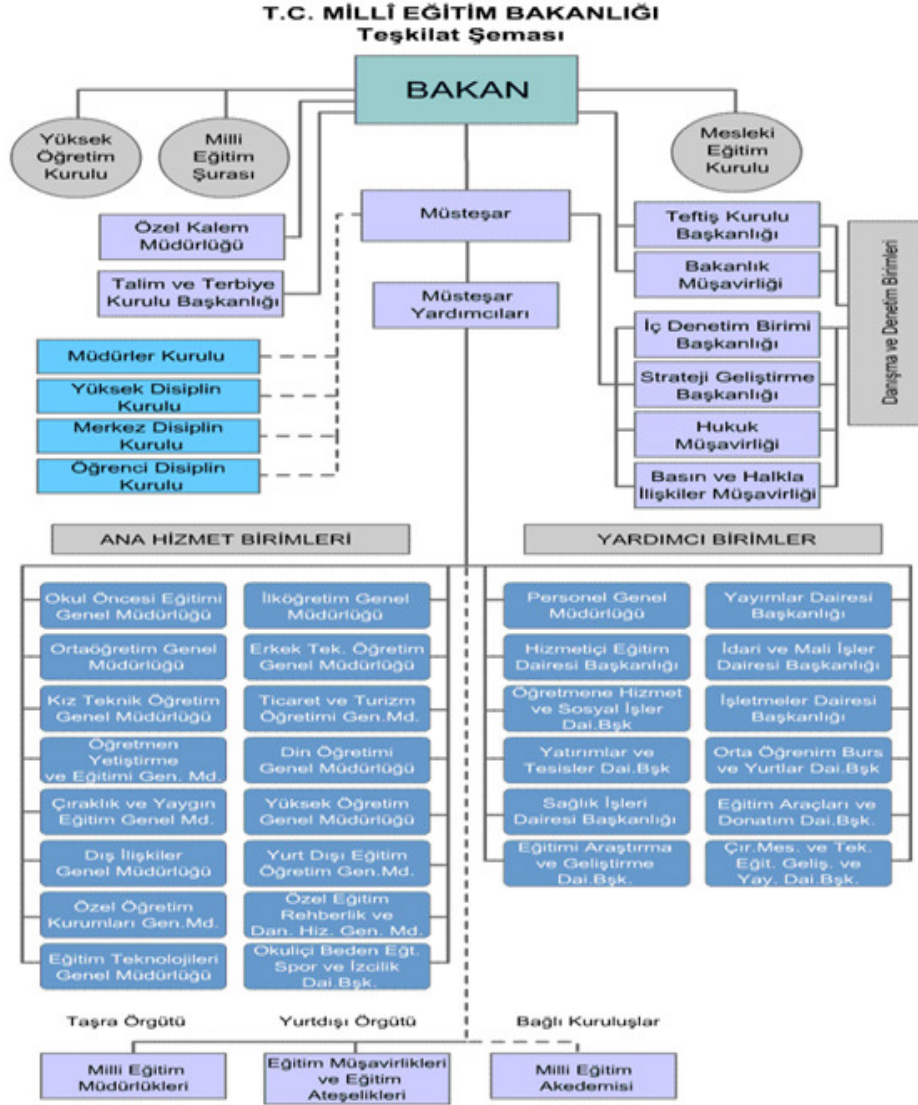 T.C. MİLLÎ EĞİTİM BAKANLIĞI
Teşkilat Şeması
BAKAN
Yüksek
Öğretim
Kurulu
Milli
Eğitim
Şurası
Mesleki
Eğitim
Kurulu
Özel Kalem
Müdürlüğü
Talim ve Terbiye
Kurulu Başkanlığı
Müsteşar
Müsteşar
Yardımcıları
Teftiş Kurulu
Başkanlığı
Bakanlık
Müşavirliği
İç Denetim Birimi
Başkanlığı
Strateji Geliştirme
Başkanlığı
Hukuk
Müşavirliği
Basın ve Halkla
İlişkiler Müşavirliği
Danışma ve Denetim Birimleri
Müdürler Kurulu
Yüksek Disiplin
Kurulu
Merkez Disiplin
Kurulu
Öğrenci Disiplin
Kurulu
ANA HİZMET BİRİMLERİ
Okul Öncesi Eğitimi
Genel Müdürlüğü
İlköğretim Genel
Müdürlüğü
Ortaöğretim Genel
Müdürlüğü
Erkek Tek. Öğretim
Genel Müdürlüğü
Kız Teknik Öğretim
Genel Müdürlüğü
Ticaret ve Turizm
Öğretimi Gen.Md.
Öğretmen
Yetiştirme
ve Eğitimi Gen. Md.
Din Öğretimi
Genel Müdürlüğü
Çıraklık ve Yaygın
Eğitim Genel Md.
Yüksek Öğretim
Genel Müdürlüğü
Dış İlişkiler
Genel Müdürlüğü
Yurt Dışı Eğitim
Öğretim Gen.Md.
Özel Öğretim
Kurumları Gen.Md.
Özel Eğitim
Rehberlik ve
Dan. Hiz. Gen. Md.
Eğitim Teknolojileri
Genel Müdürlüğü
Okuliçi Beden Eğt.
Spor ve İzcilik
Dai.Bşk.
YARDIMCI BİRİMLER
Personel Genel
Müdürlüğü
Yayımlar Dairesi
Başkanlığı
Hizmetiçi Eğitim
Dairesi Başkanlığı
İdari ve Mali İşler
Dairesi Başkanlığı
Öğretmene Hizmet
ve Sosyal İşler
Dai.Bşk
İşletmeler Dairesi
Başkanlığı
Yatırımlar ve
Tesisler Dai.Bşk
Orta Öğrenim Burs
ve Yurtlar Dai.Bşk
Sağlık İşleri
Dairesi Başkanlığı
Eğitim Araçları ve
Donatım Dai.Bşk.
Eğitimi Araştırma
ve Geliştirme
Dai.Bşk.
Çır.Mes. ve Tek.
Eğit. Geliş. ve
Yay. Dai.Bşk.
Taşra Örgütü
Yurtdışı Örgütü
Bağlı Kuruluşlar
Milli Eğitim
Müdürlükleri
Eğitim Müşavirlikleri
ve Eğitim
Ateşelikleri
Milli Eğitim
Akedemisi